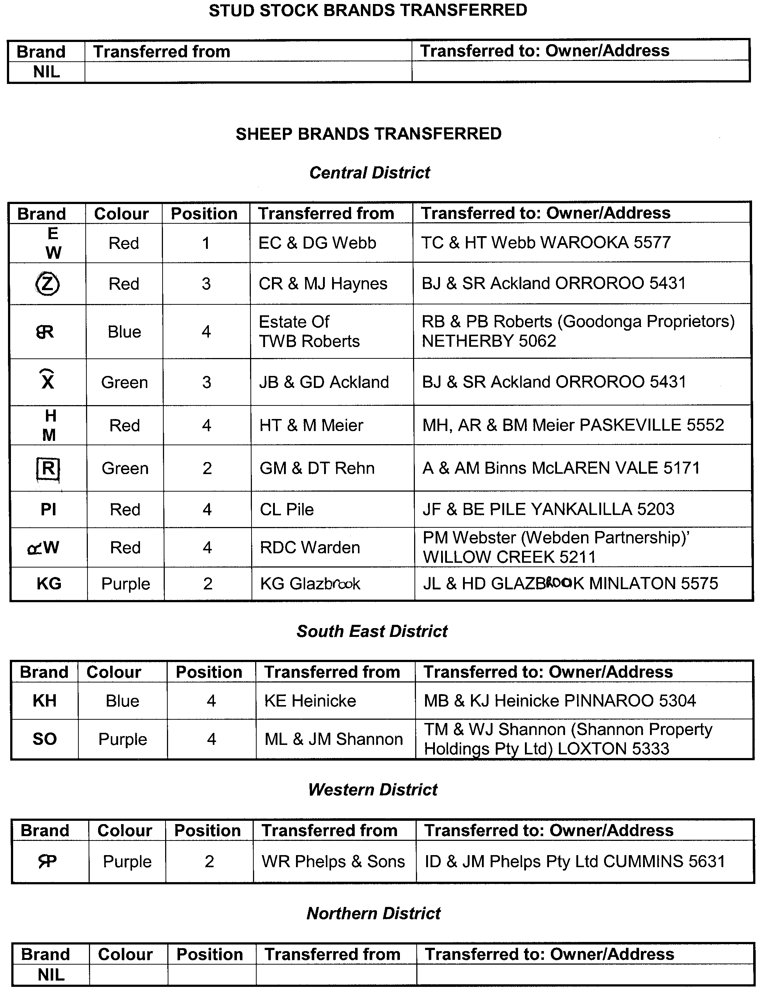 STUD STOCK BRANDS TRANSFERRED
Brand Transferred from Transferred to: Owner/Address
NIL
SHEEP BRANDS TRANSFERRED
Central District
Brand Colour Position Transferred from Transferred to: Owner/Address
E
W Red 1 EC & DG Webb TC & HT Webb WAROOKA 5577
Z Red 3 CR & MJ Haynes BJ & SR Ackland ORROROO 5431
BR Blue 4 Estate Of
TWB Roberts RB & PB Roberts (Goodonga Proprietors)
NETHERBY 5062
X Green 3 JB & GD Ackland BJ & SR Ackland ORROROO 5431
H
M Red 4 HT & M Meier MH, AR & BM Meier PASKEVILLE 5552
R Green 2 GM & DT Rehn A & AM Binns McLAREN VALE 5171
PI Red 4 CL Pile JF & BE PILE YANKALILLA 5203
RW Red 4 RDC Warden PM Webster (Webden Partnership)'
WILLOW CREEK 5211
KG Purple 2 KG Glazbrook JL & HD GLAZBROOK MINLATON 5575
South East District
Brand Colour Position Transferred from Transferred to: Owner/Address
KH Blue 4 KE Heinicke MB & KJ Heinicke PINNAROO 5304
SO Purple 4 ML & JM Shannon TM & WJ Shannon (Shannon Property
Holdings Pty Ltd) LOXTON 5333
Western District
Brand Colour Position Transferred from Transferred to: Owner/Address
RP Purple 2 WR Phelps & Sons ID & JM Phelps Pty Ltd CUMMINS 5631
Northern District
Brand Colour Position Transferred from Transferred to: Owner/Address
NIL